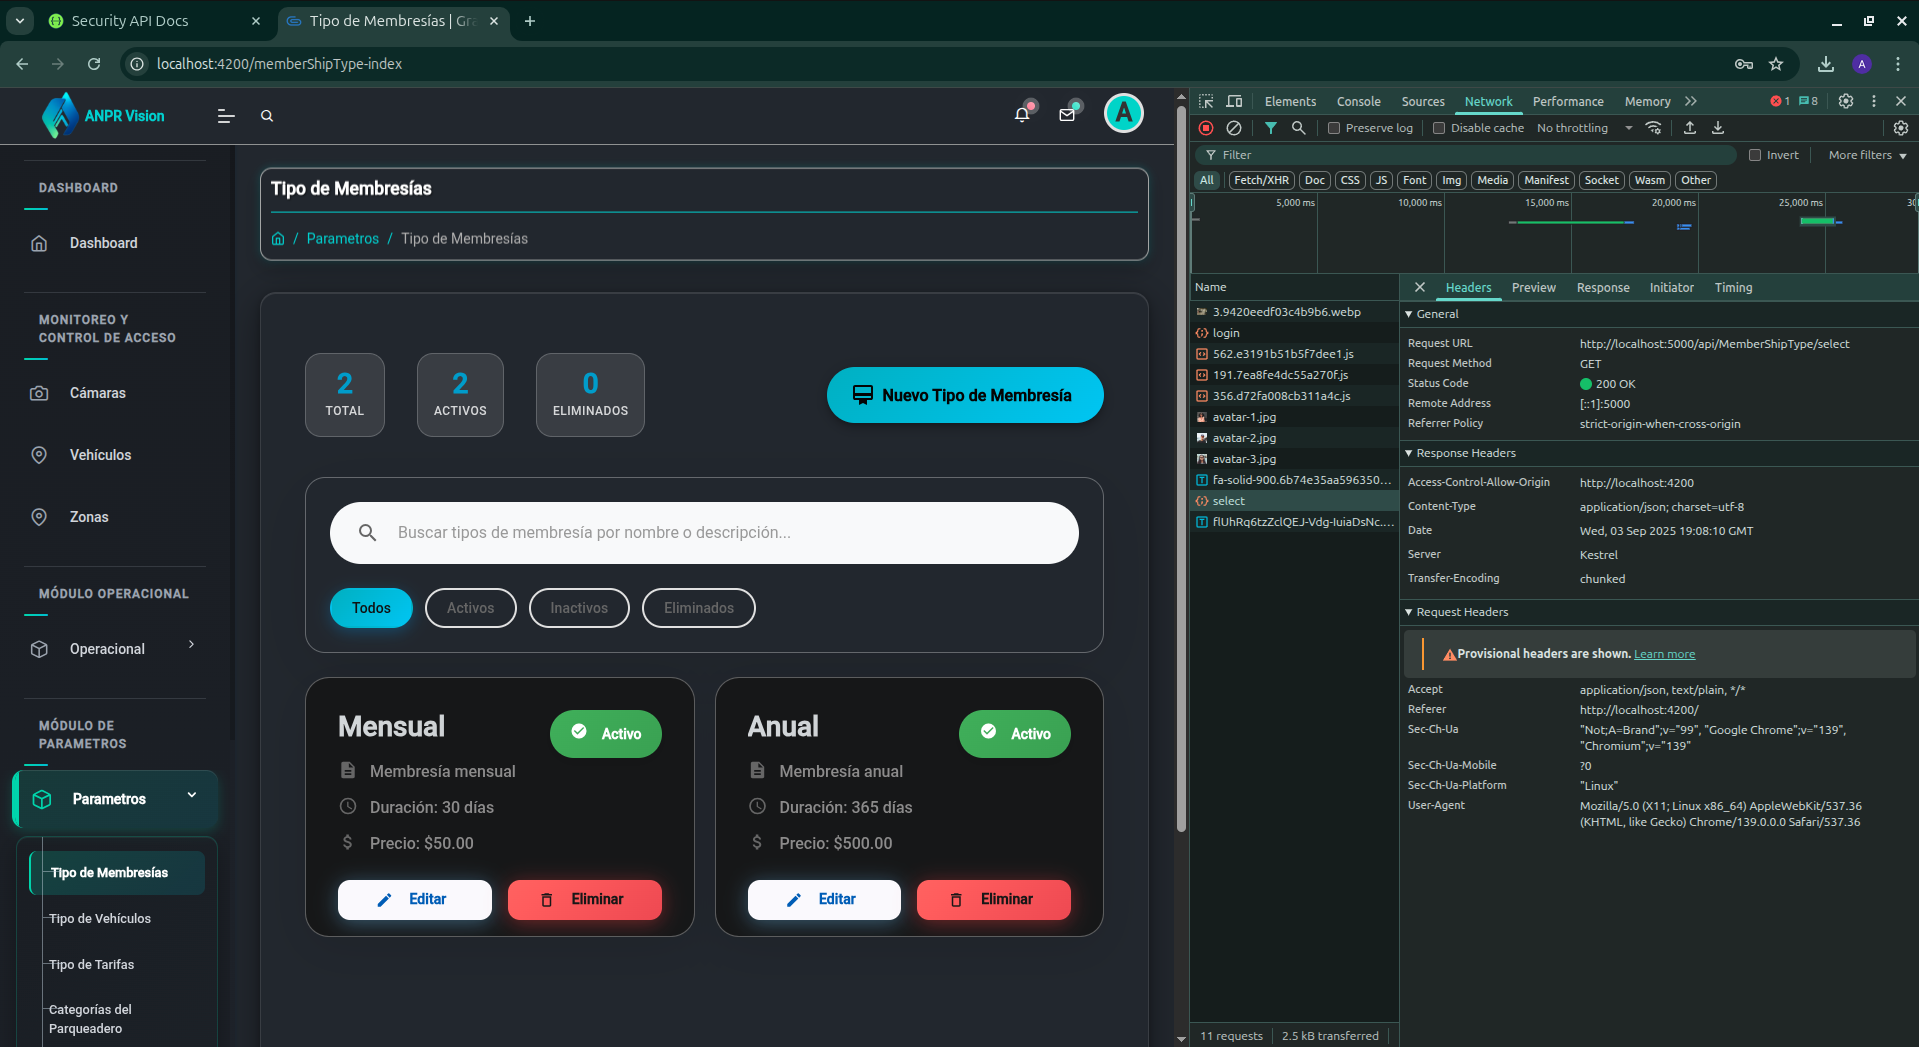 Security API Docs
Tipo de Membresías | Gra
localhost:4200/memberShipType-index
A
ANPR Vision
A
DASHBOARD
Dashboard
MONITOREO Y
CONTROL DE ACCESO
Cámaras
Vehículos
Zonas
MÓDULO OPERACIONAL
Operacional
MÓDULO DE
PARAMETROS
Parametros
Tipo de Membresías
Tipo de Vehículos
Tipo de Tarifas
Categorías del
Parqueadero
Tipo de Membresías
/ Parametros / Tipo de Membresías
2
TOTAL
2
ACTIVOS
0
ELIMINADOS
Nuevo Tipo de Membresía
Buscar tipos de membresía por nombre o descripción...
Todos
Activos
Inactivos
Eliminados
Mensual
Activo
Membresía mensual
Duración: 30 días
Precio: $50.00
Editar
Eliminar
Anual
Activo
Membresía anual
Duración: 365 días
Precio: $500.00
Editar
Eliminar
Elements Console Sources Network Performance Memory 1 8
Preserve log Disable cache No throttling
Filter Invert More filters
All Fetch/XHR Doc CSS JS Font Img Media Manifest Socket Wasm Other
5,000 ms 10,000 ms 15,000 ms 20,000 ms 25,000 ms 30
Name
3.9420eedf03c4b9b6.webp
login
562.e3191b51b5f7dee1.js
191.7ea8fe4dc55a270f.js
356.d72fa008cb311a4c.js
avatar-1.jpg
avatar-2.jpg
avatar-3.jpg
fa-solid-900.6b74e35aa596350...
select
flUhRq6tzZclQEJ-Vdg-IuiaDsNc....
11 requests 2.5 kB transferred
Headers Preview Response Initiator Timing
General
Request URL http://localhost:5000/api/MemberShipType/select
Request Method GET
Status Code 200 OK
Remote Address [::1]:5000
Referrer Policy strict-origin-when-cross-origin
Response Headers
Access-Control-Allow-Origin http://localhost:4200
Content-Type application/json; charset=utf-8
Date Wed, 03 Sep 2025 19:08:10 GMT
Server Kestrel
Transfer-Encoding chunked
Request Headers
Provisional headers are shown. Learn more
Accept application/json, text/plain, */*
Referer http://localhost:4200/
Sec-Ch-Ua "Not;A=Brand";v="99", "Google Chrome";v="139",
"Chromium";v="139"
Sec-Ch-Ua-Mobile ?0
Sec-Ch-Ua-Platform "Linux"
User-Agent Mozilla/5.0 (X11; Linux x86_64) AppleWebKit/537.36
(KHTML, like Gecko) Chrome/139.0.0.0 Safari/537.36